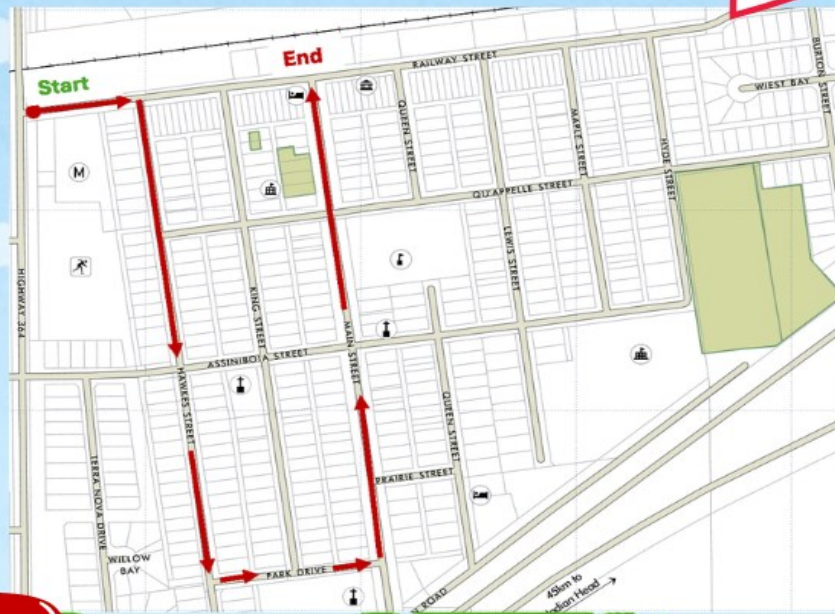 Start
End
RAILWAY STREET
BURTON STREET
WIEST BAY
QUEEN STREET
MAPLE STREET
HYDE STREET
M
QU'APPELLE STREET
HIGHWAY 364
KING STREET
LEWIS STREET
MAIN STREET
ASSINIBOIA STREET
HAWKES STREET
QUEEN STREET
TERRA NOVA DRIVE
PRAIRIE STREET
WILLOW
BAY
PARK DRIVE
ROAD
45km to
Indian Head